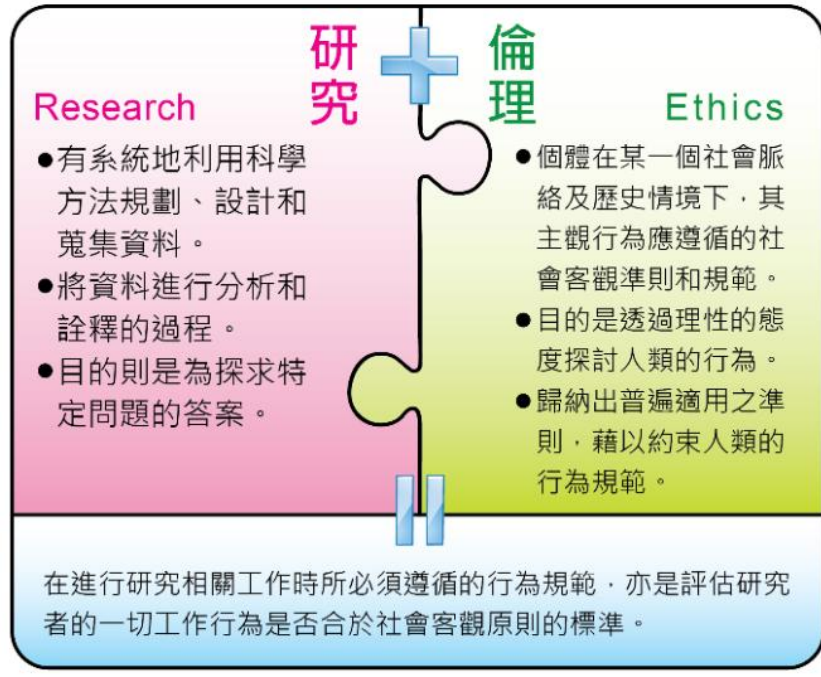 研究
Research
●有系統地利用科學
方法規劃、設計和
蒐集資料。
●將資料進行分析和
詮釋的過程。
●目的則是為探求特
定問題的答案。
倫理
Ethics
●個體在某一個社會脈
絡及歷史情境下，其
主觀行為應遵循的社
會客觀準則和規範。
●目的是透過理性的態
度探討人類的行為。
●歸納出普遍適用之準
則，藉以約束人類的
行為規範。
在進行研究相關工作時所必須遵循的行為規範，亦是評估研究
者的一切工作行為是否合於社會客觀原則的標準。